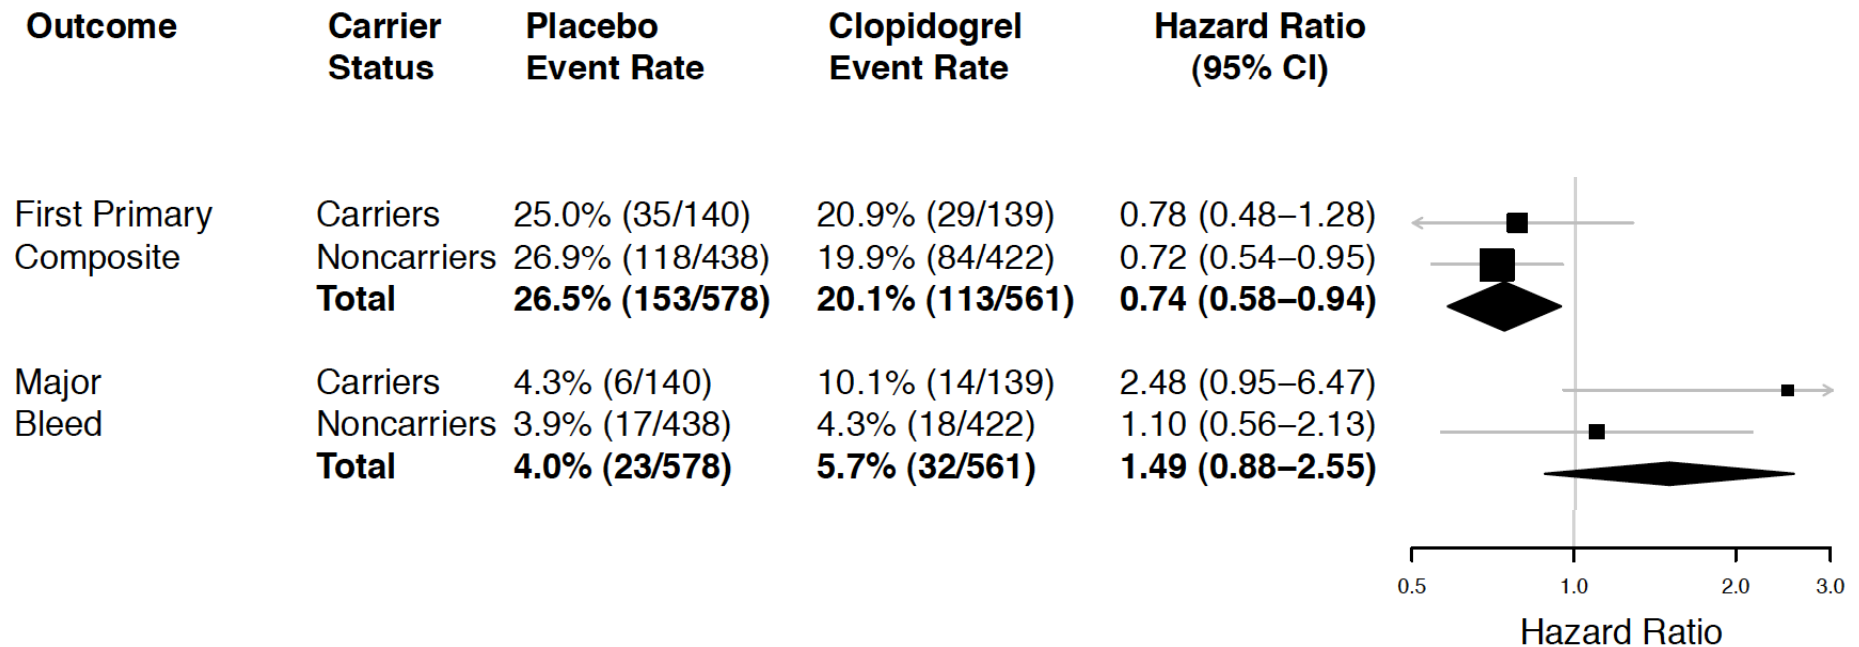 Outcome Carrier Placebo Clopidogrel Hazard Ratio
Status Event Rate Event Rate (95% CI)
First Primary Carriers 25.0% (35/140) 20.9% (29/139) 0.78 (0.48–1.28)
Composite Noncarriers 26.9% (118/438) 19.9% (84/422) 0.72 (0.54–0.95)
Total 26.5% (153/578) 20.1% (113/561) 0.74 (0.58–0.94)
Major Carriers 4.3% (6/140) 10.1% (14/139) 2.48 (0.95–6.47)
Bleed Noncarriers 3.9% (17/438) 4.3% (18/422) 1.10 (0.56–2.13)
Total 4.0% (23/578) 5.7% (32/561) 1.49 (0.88–2.55)
0.5 1.0 2.0 3.0
Hazard Ratio